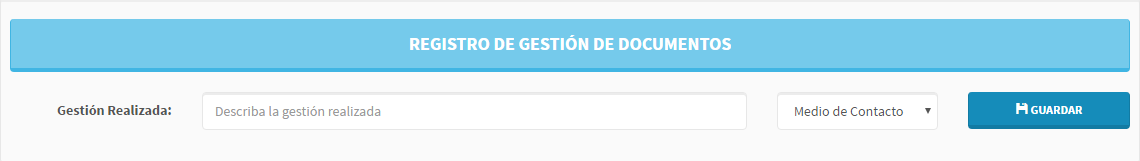 REGISTRO DE GESTIÓN DE DOCUMENTOS
Gestión Realizada: Describa la gestión realizada Medio de Contacto GUARDAR